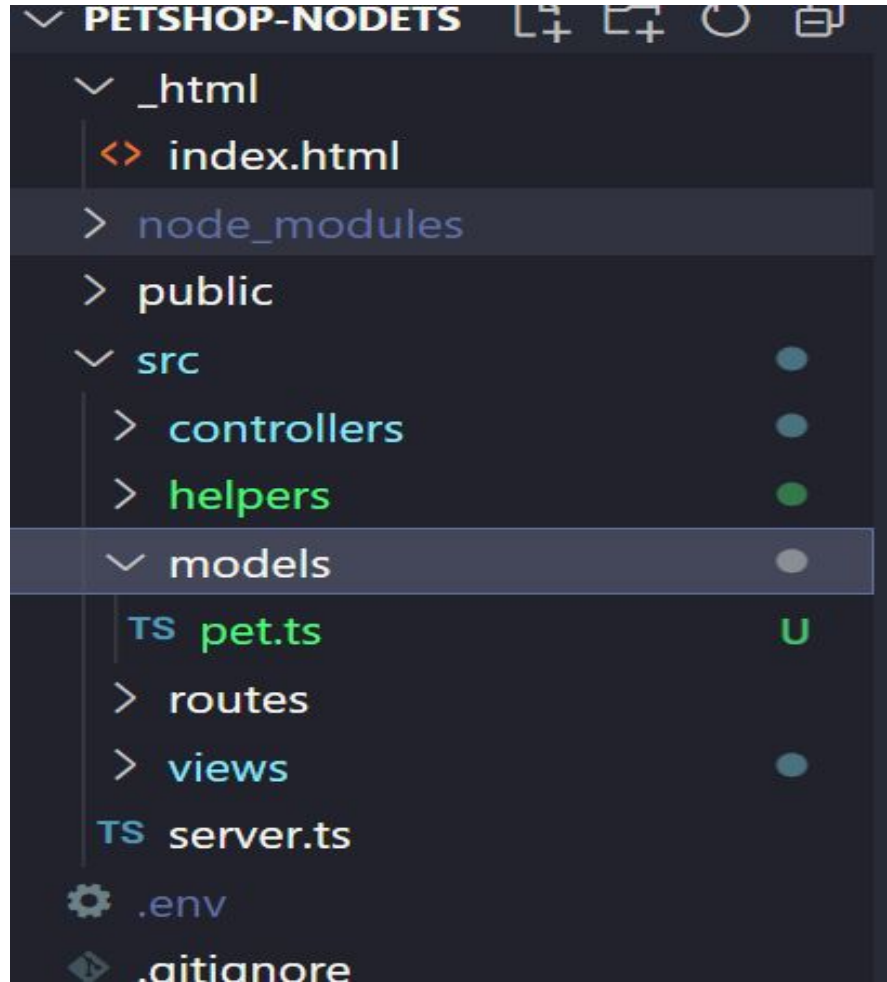 PETSHOP-NODETS
_html
<> index.html
node_modules
public
src
controllers
helpers
models
TS pet.ts U
routes
views
TS server.ts
.env
.gitignore